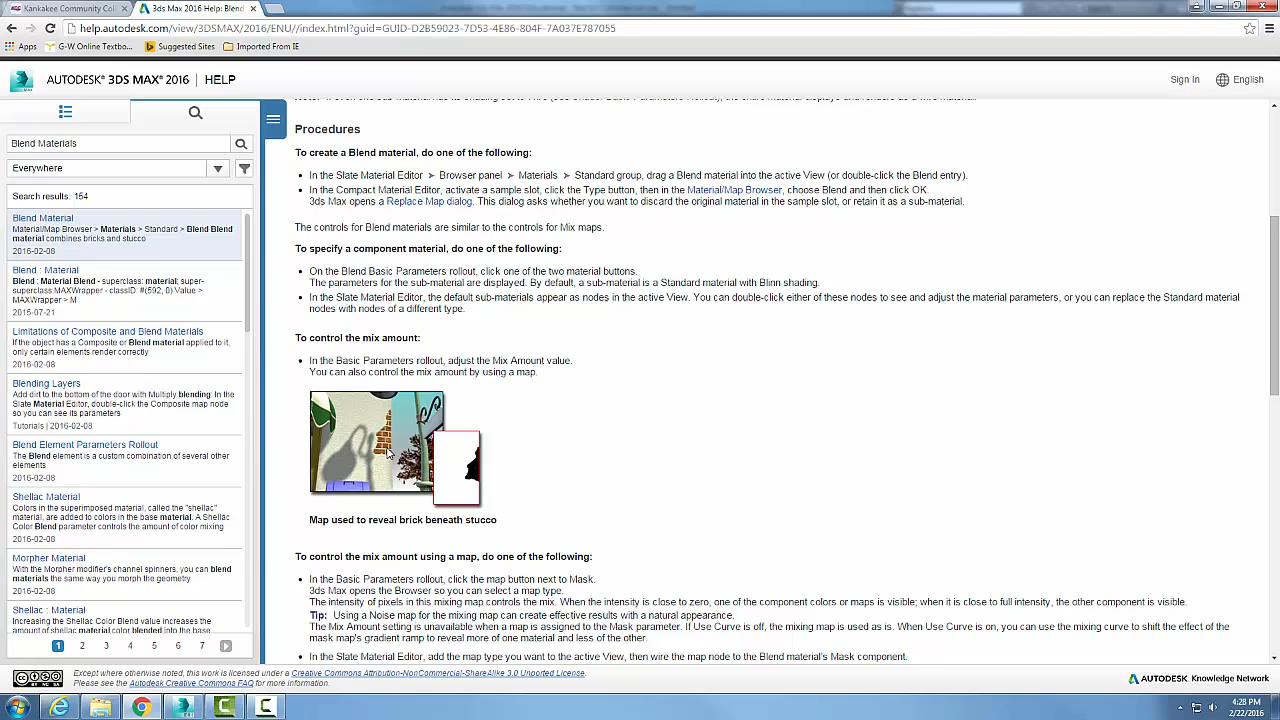 Kankakee Community Coll
3ds Max 2016 Help: Blend
help.autodesk.com/view/3DSMAX/2016/ENU//index.html?guid=GUID-D2B59023-7D53-4E86-804F-7A037E787055
Apps
G-W Online Textbo...
Suggested Sites
Imported From IE
AUTODESK® 3DS MAX® 2016 | HELP
Sign In
English
Blend Materials
Everywhere
Search results: 154
Blend Material
Material/Map Browser > Materials > Standard > Blend Blend
material combines bricks and stucco
2016-02-08
Blend : Material
Blend : Material Blend - superclass: material; super-
superclass:MAXWrapper - classID: #(592, 0) Value >
MAXWrapper > M
2015-07-21
Limitations of Composite and Blend Materials
If the object has a Composite or Blend material applied to it,
only certain elements render correctly
2016-02-08
Blending Layers
Add dirt to the bottom of the door with Multiply blending: In the
Slate Material Editor, double-click the Composite map node
so you can see its parameters
Tutorials | 2016-02-08
Blend Element Parameters Rollout
The Blend element is a custom combination of several other
elements
2016-02-08
Shellac Material
Colors in the superimposed material, called the "shellac"
material, are added to colors in the base material. A Shellac
Color Blend parameter controls the amount of color mixing
2016-02-08
Morpher Material
With the Morpher modifier's channel spinners, you can blend
materials the same way you morph the geometry
2016-02-08
Shellac : Material
Increasing the Shellac Color Blend value increases the
amount of shellac material color blended into the base
1 2 3 4 5 6 7
Procedures
To create a Blend material, do one of the following:
• In the Slate Material Editor ➤ Browser panel ➤ Materials ➤ Standard group, drag a Blend material into the active View (or double-click the Blend entry).
• In the Compact Material Editor, activate a sample slot, click the Type button, then in the Material/Map Browser, choose Blend and then click OK.
3ds Max opens a Replace Map dialog. This dialog asks whether you want to discard the original material in the sample slot, or retain it as a sub-material.
The controls for Blend materials are similar to the controls for Mix maps.
To specify a component material, do one of the following:
• On the Blend Basic Parameters rollout, click one of the two material buttons.
The parameters for the sub-material are displayed. By default, a sub-material is a Standard material with Blinn shading.
• In the Slate Material Editor, the default sub-materials appear as nodes in the active View. You can double-click either of these nodes to see and adjust the material parameters, or you can replace the Standard material
nodes with nodes of a different type.
To control the mix amount:
• In the Basic Parameters rollout, adjust the Mix Amount value.
You can also control the mix amount by using a map.
Map used to reveal brick beneath stucco
To control the mix amount using a map, do one of the following:
• In the Basic Parameters rollout, click the map button next to Mask.
3ds Max opens the Browser so you can select a map type.
The intensity of pixels in this mixing map controls the mix. When the intensity is close to zero, one of the component colors or maps is visible; when it is close to full intensity, the other component is visible.
Tip: Using a Noise map for the mixing map can create effective results with a natural appearance.
The Mix Amount setting is unavailable when a map is assigned to the Mask parameter. If Use Curve is off, the mixing map is used as is. When Use Curve is on, you can use the mixing curve to shift the effect of the
mask map's gradient ramp to reveal more of one material and less of the other.
• In the Slate Material Editor, add the map type you want to the active View, then wire the map node to the Blend material's Mask component.
Except where otherwise noted, this work is licensed under a Creative Commons Attribution-NonCommercial-ShareAlike 3.0 Unported License.
Please see the Autodesk Creative Commons FAQ for more information.
AUTODESK. Knowledge Network
4:28 PM
2/22/2016